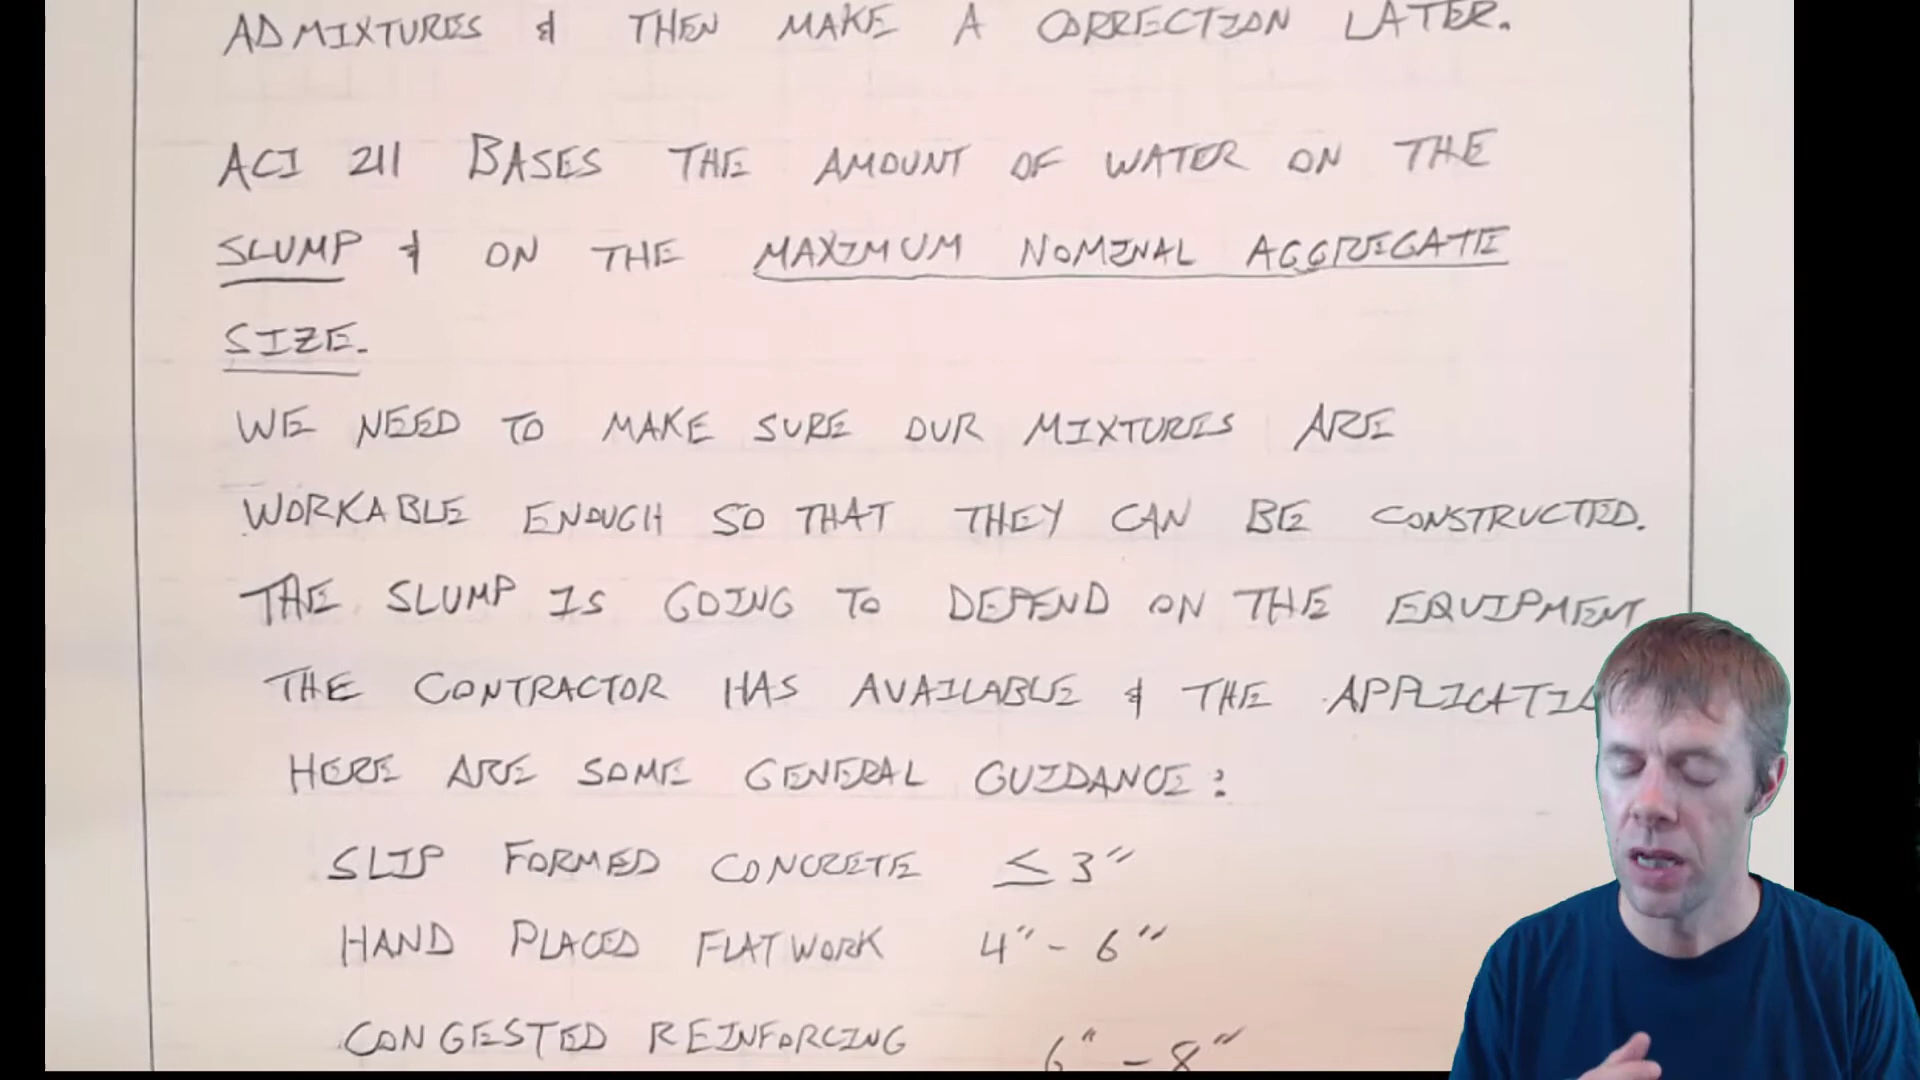 ADMIXTURES & THEN MAKE A CORRECTION LATER.
ACI 211 BASES THE AMOUNT OF WATER ON THE
SLUMP & ON THE MAXIMUM NOMINAL AGGREGATE
SIZE.
WE NEED TO MAKE SURE OUR MIXTURES ARE
WORKABLE ENOUGH SO THAT THEY CAN BE CONSTRUCTED.
THE SLUMP IS GOING TO DEPEND ON THE EQUIPMENT
THE CONTRACTOR HAS AVAILABLE & THE APPLICATIO
HERE ARE SOME GENERAL GUIDANCE:
SLIP FORMED CONCRETE ≤ 3"
HAND PLACED FLATWORK 4" - 6"
CONGESTED REINFORCING 6" - 8"